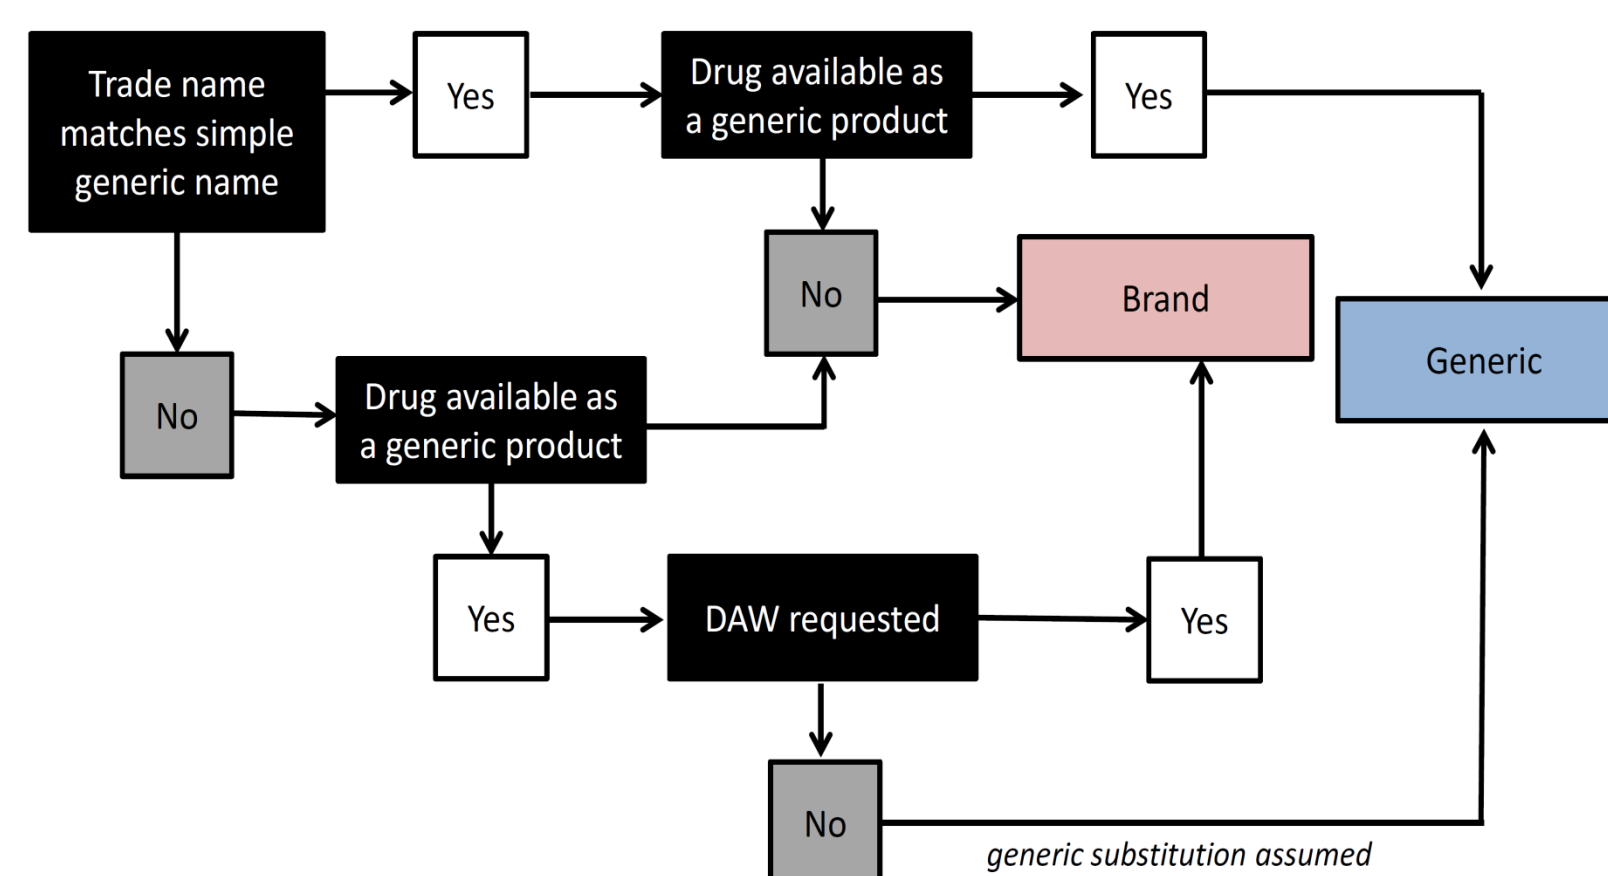 Trade name
matches simple
generic name
Yes
Drug available as
a generic product
Yes
No
Brand
Generic
No
Drug available as
a generic product
Yes
DAW requested
Yes
No
generic substitution assumed